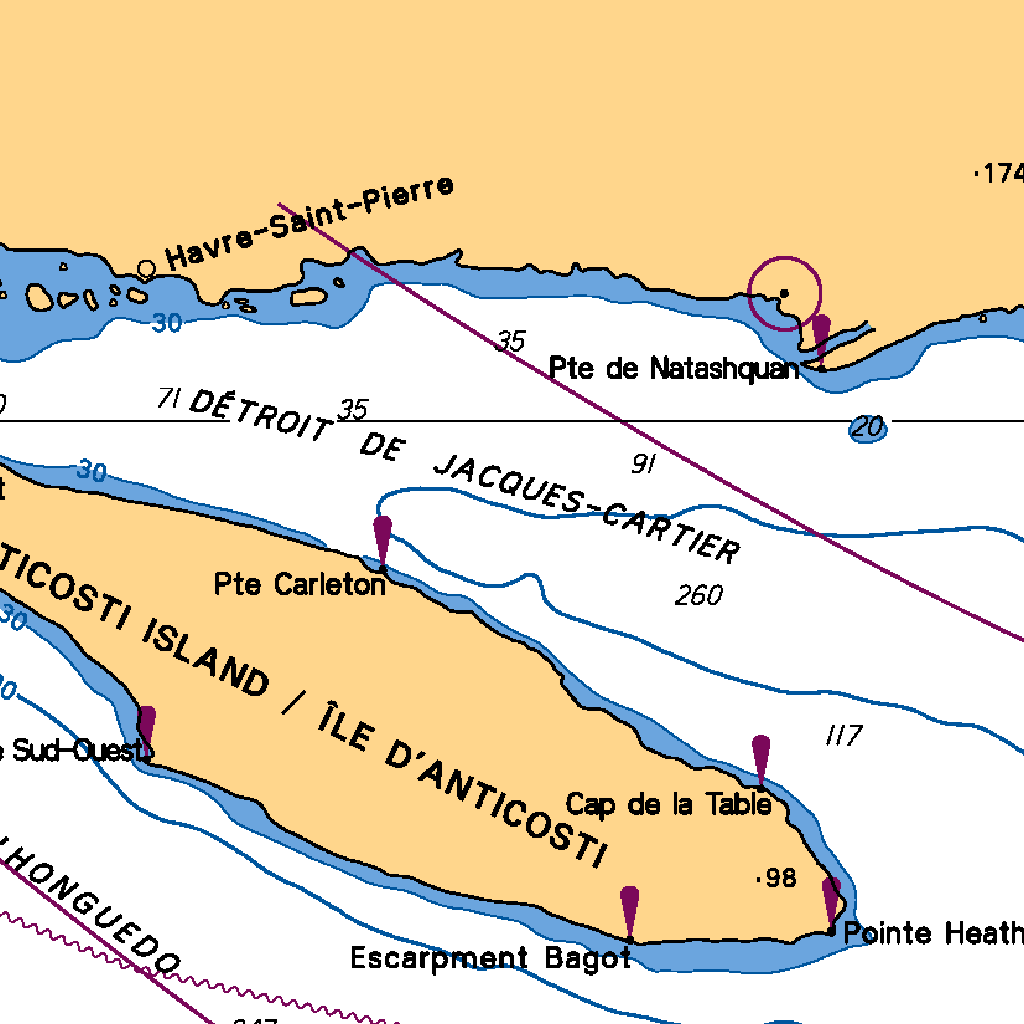 174
Havre-Saint-Pierre
30
35
Pte de Natashquan
71
DÉTROIT DE JACQUES-CARTIER
35
20
91
30
Pte Carleton
260
30
TICOSTI ISLAND / ÎLE D'ANTICOSTI
117
Sud-Ouest
Cap de la Table
98
L'HONGUEDO
Escarpment Bagot
Pointe Heath